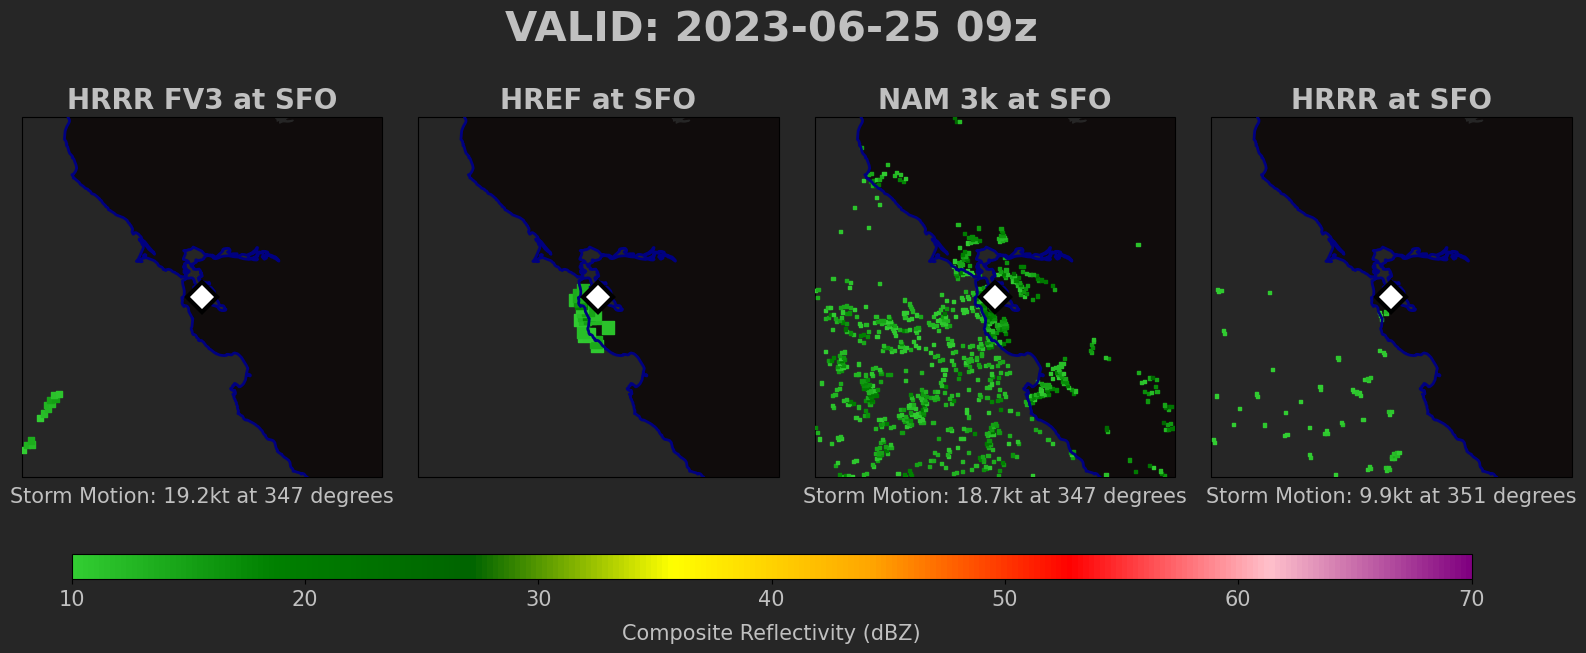 VALID: 2023-06-25 09z
HRRR FV3 at SFO
HREF at SFO
NAM 3k at SFO
HRRR at SFO
Storm Motion: 19.2kt at 347 degrees
Storm Motion: 18.7kt at 347 degrees
Storm Motion: 9.9kt at 351 degrees
10 20 30 40 50 60 70
Composite Reflectivity (dBZ)